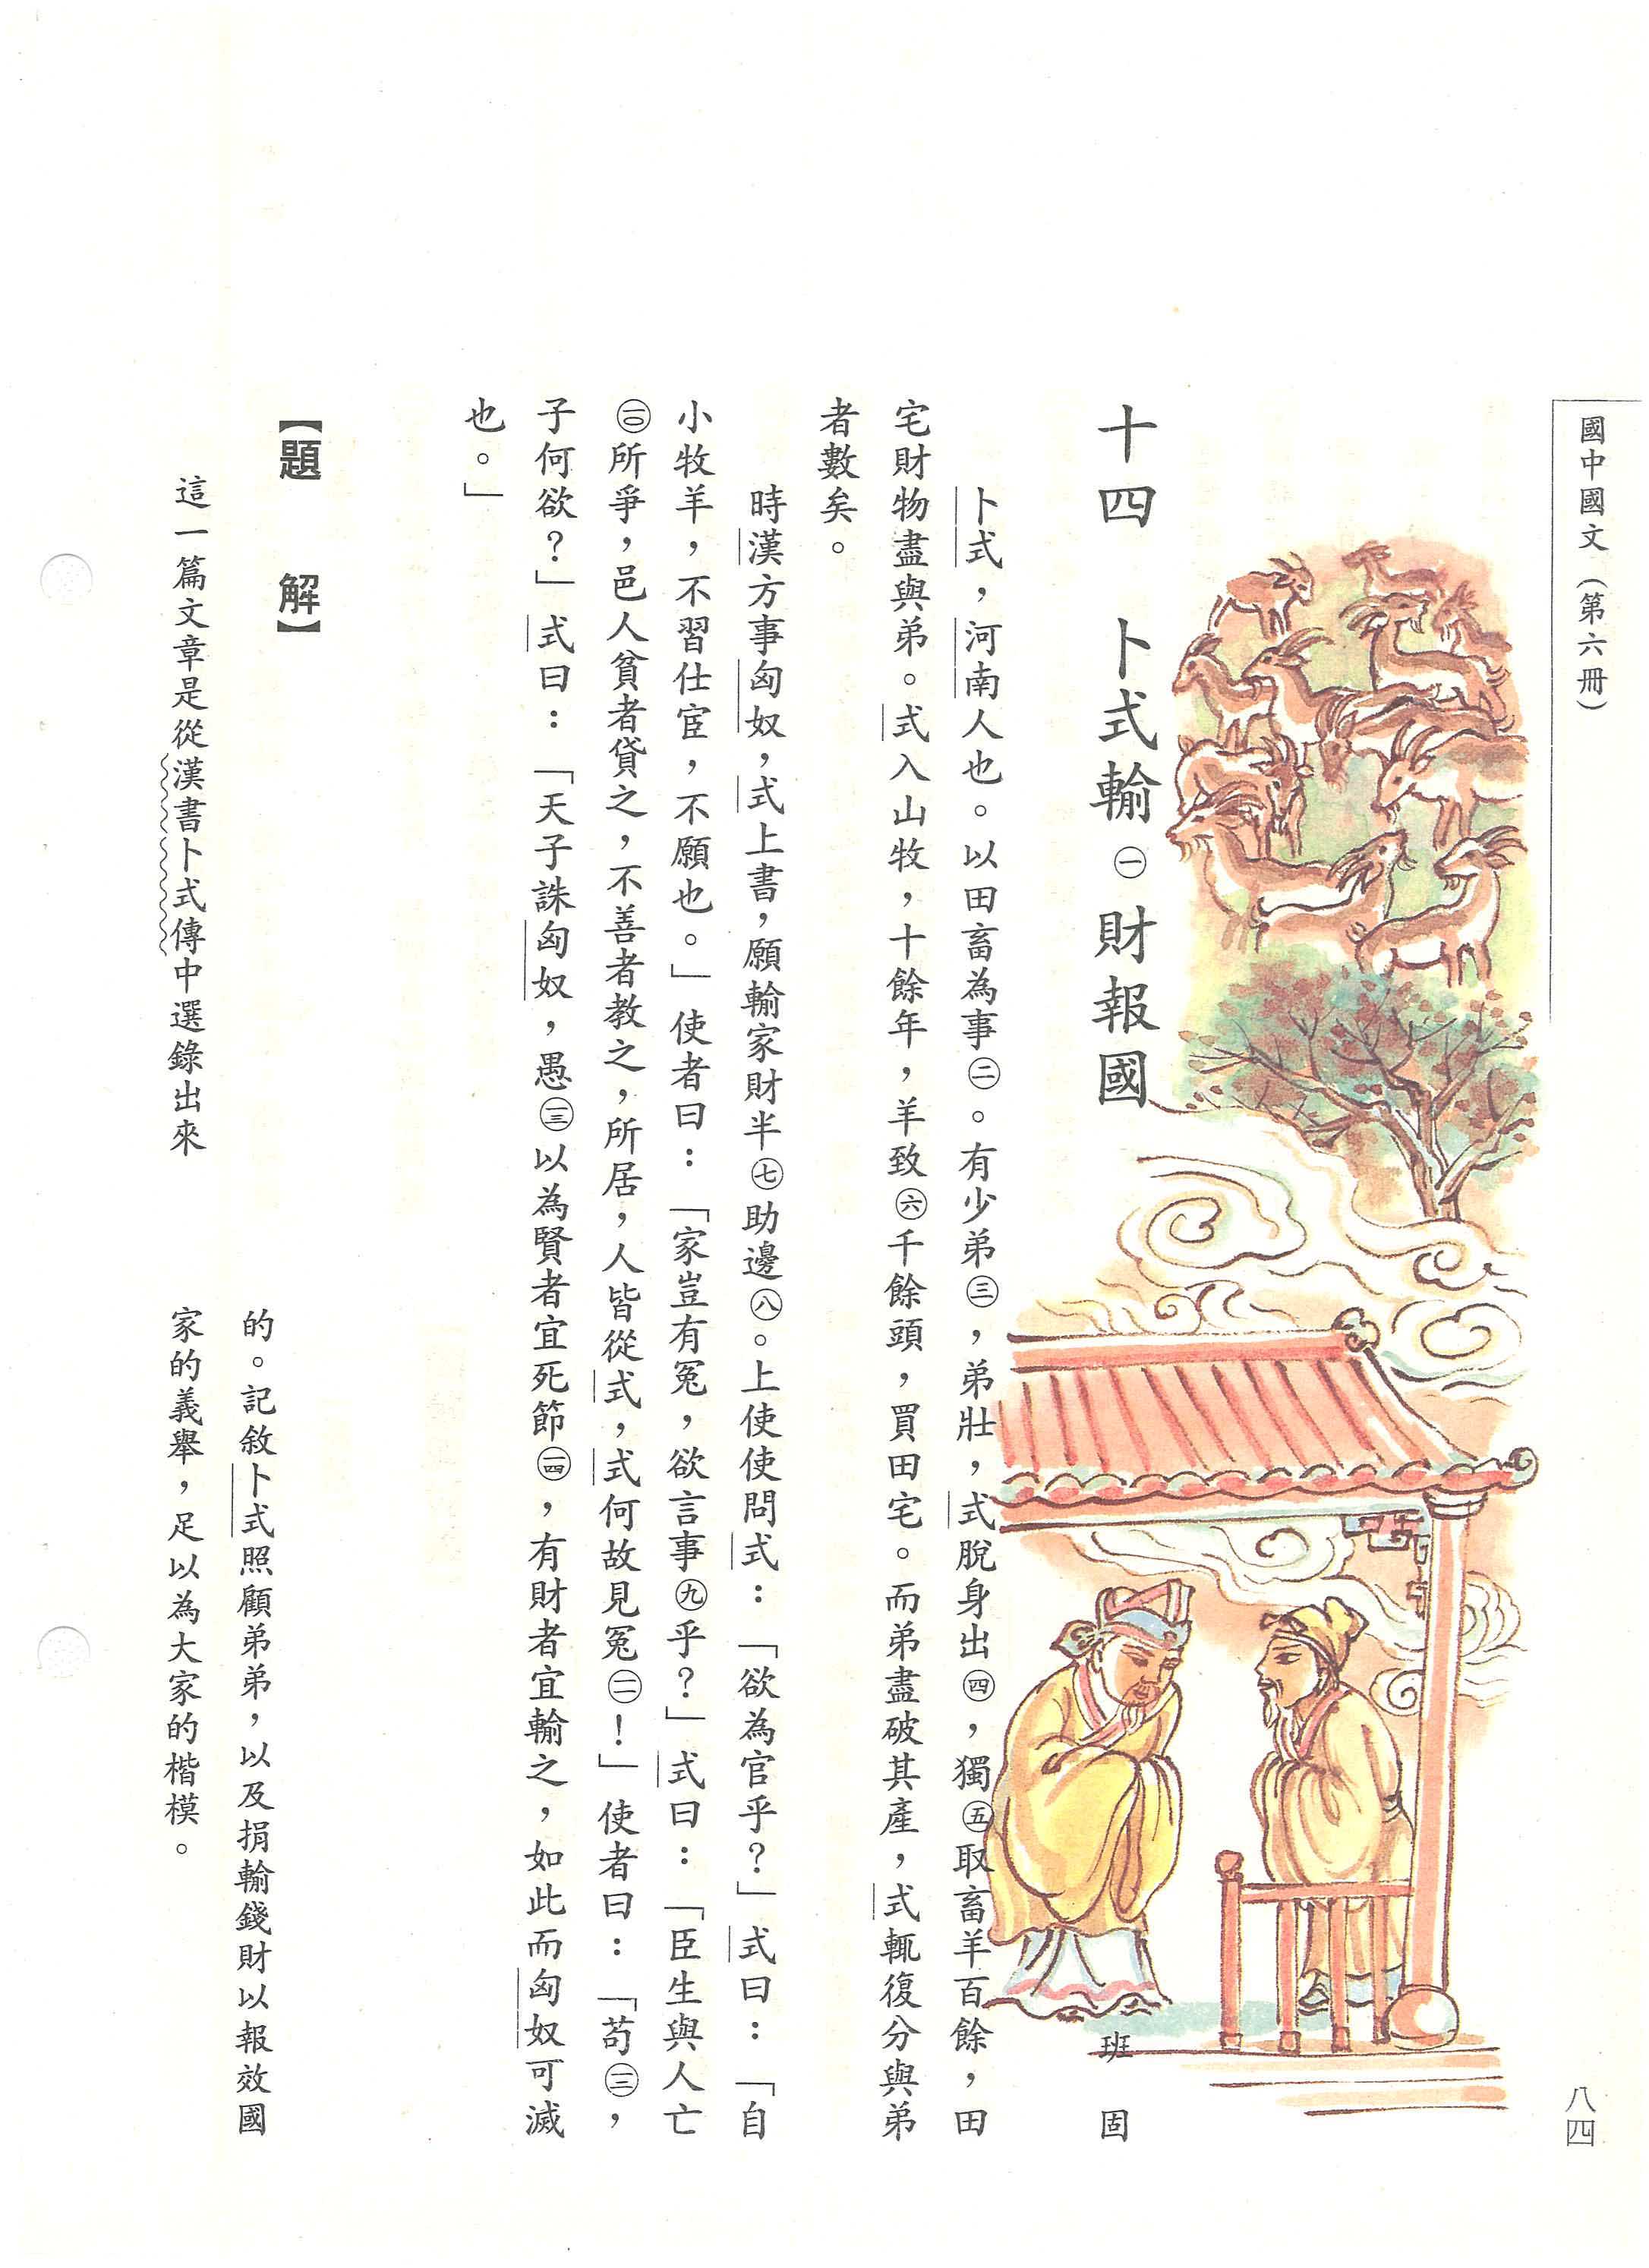 國中國文(第六冊)
八四
十四　卜式輸㊀財報國
班固
卜式，河南人也。以田畜為事㊁。有少弟㊂，弟壯，式脫身出㊃，獨㊄取畜羊百餘，田
宅財物盡與弟。式入山牧，十餘年，羊致㊅千餘頭，買田宅。而弟盡破其產，式輒復分與弟
者數矣。
時漢方事匈奴，式上書，願輸家財半㊆助邊㊇。上使使問式：「欲為官乎？」式曰：「自
小牧羊，不習仕宦，不願也。」使者曰：「家豈有冤，欲言事㊈乎？」式曰：「臣生與人亡
㊉所爭，邑人貧者貸之，不善者教之，所居，人皆從式，式何故見冤㊁！」使者曰：「苟㊂，
子何欲？」式曰：「天子誅匈奴，愚㊂以為賢者宜死節(一四)，有財者宜輸之，如此而匈奴可滅
也。」
【題　解】
這一篇文章是從漢書卜式傳中選錄出來
的。記敘卜式照顧弟弟，以及捐輸錢財以報效國
家的義舉，足以為大家的楷模。